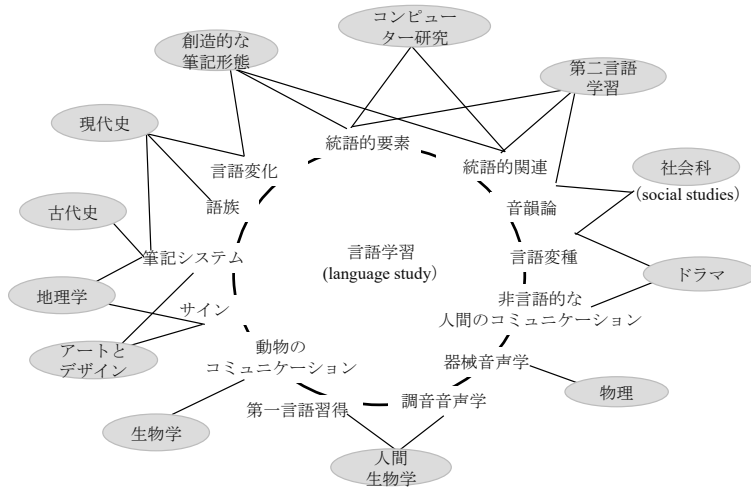 コンピュー
ター研究
創造的な
筆記形態
第二言語
学習
現代史
統語的要素
言語変化
統語的関連
社会科
(social studies)
語族
音韻論
古代史
筆記システム
言語学習
(language study)
言語変種
ドラマ
地理学
サイン
非言語的な
人間のコミュニケーション
アートと
デザイン
動物の
コミュニケーション
器械音声学
物理
第一言語習得
調音音声学
生物学
人間
生物学